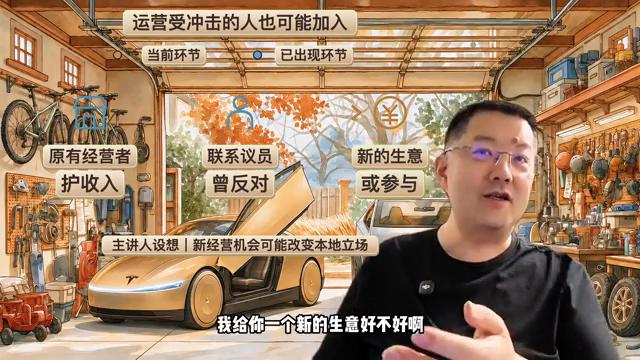 运营受冲击的人也可能加入
当前环节
已出现环节
原有经营者
护收入
联系议员
曾反对
新的生意
或参与
主讲人设想｜新经营机会可能改变本地立场
我给你一个新的生意好不好啊